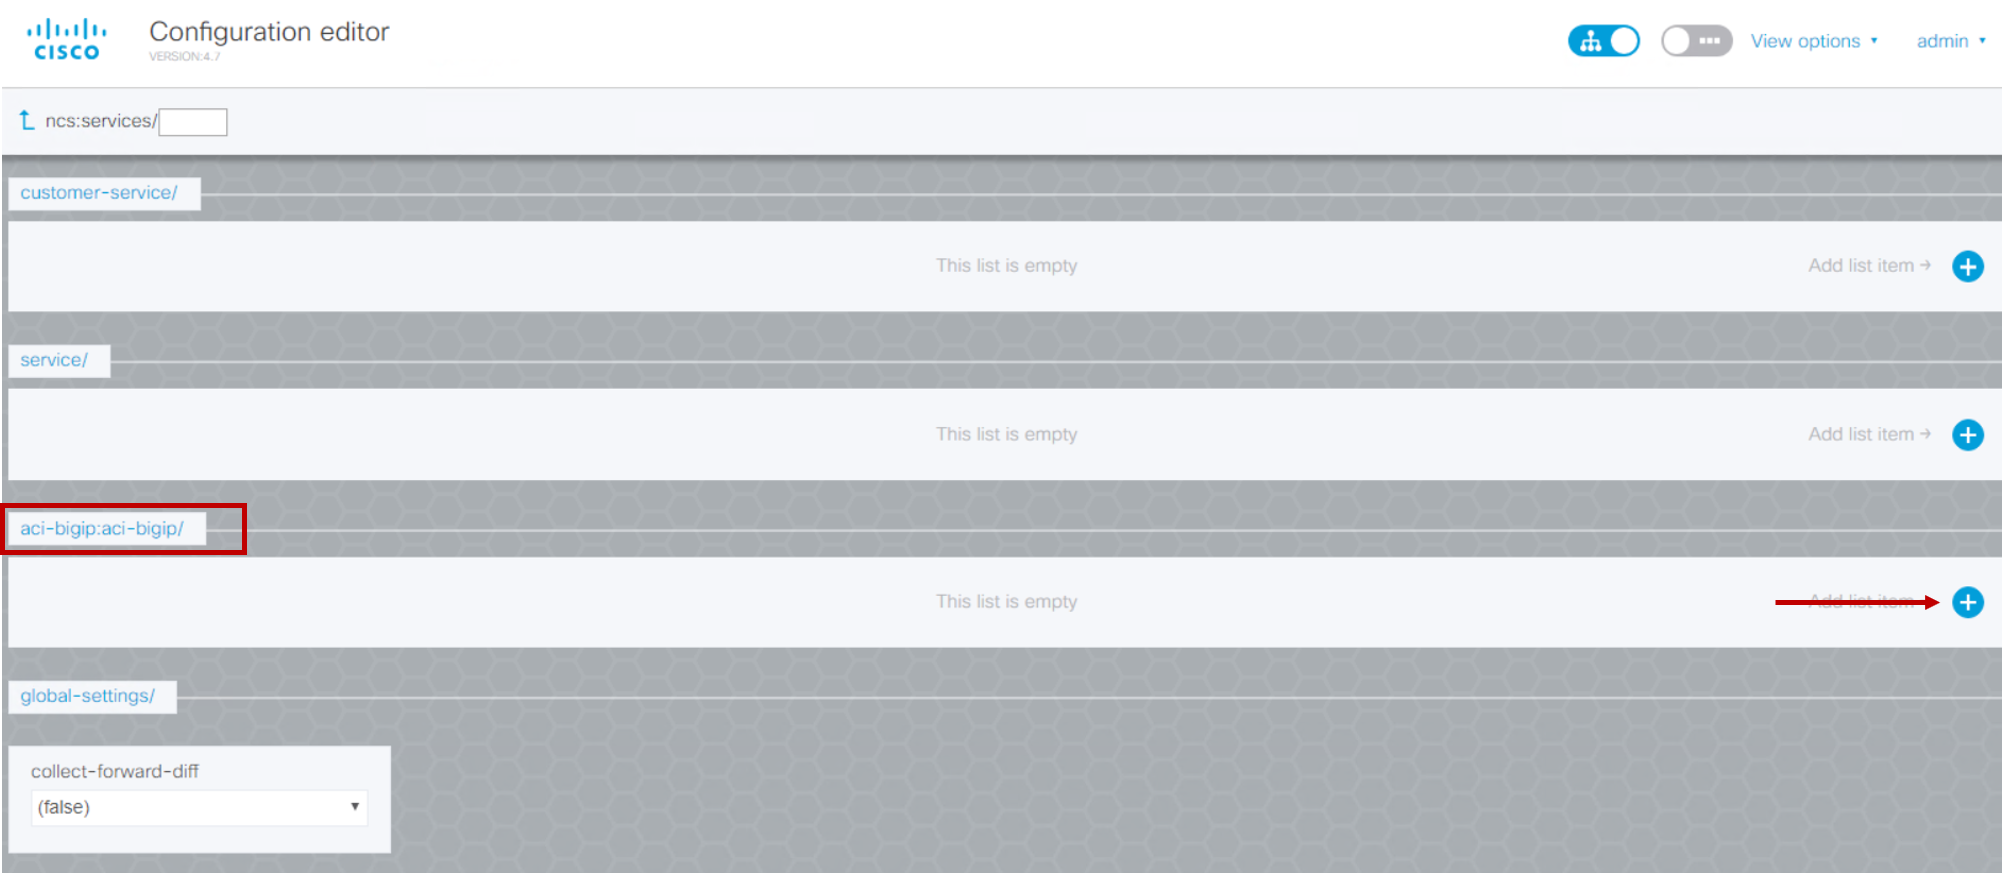 CISCO
Configuration editor
VERSION:4.7
View options
admin
ncs:services/
customer-service/
This list is empty
Add list item →
service/
This list is empty
Add list item →
aci-bigip:aci-bigip/
This list is empty
Add list item
global-settings/
collect-forward-diff
(false)